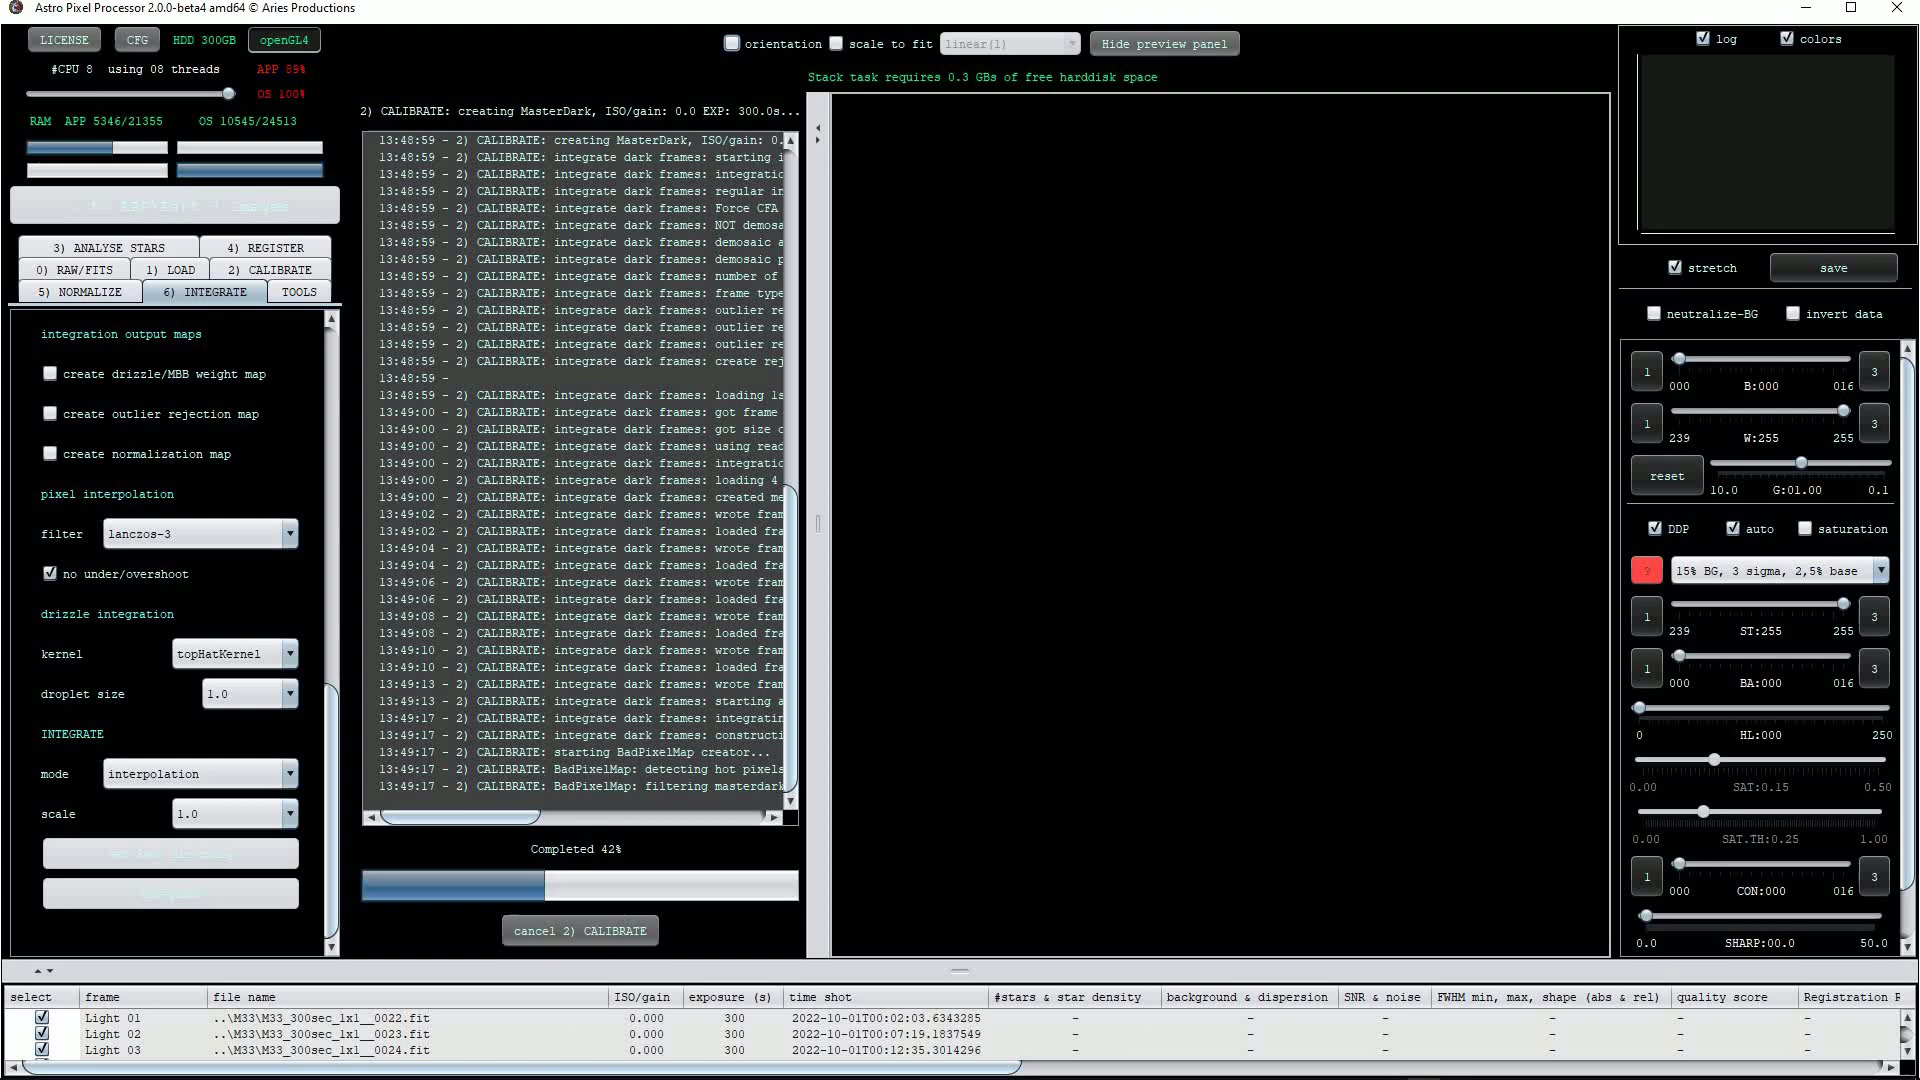 Astro Pixel Processor 2.0.0-beta4 amd64 © Aries Productions
LICENSE CFG HDD 300GB openGL4
#CPU 8 using 08 threads APP 89%
OS 100%
RAM APP 5346/21355 OS 10545/24513
3) ANALYSE STARS 4) REGISTER
0) RAW/FITS 1) LOAD 2) CALIBRATE
5) NORMALIZE 6) INTEGRATE TOOLS
integration output maps
create drizzle/MBB weight map
create outlier rejection map
create normalization map
pixel interpolation
filter lanczos-3
no under/overshoot
drizzle integration
kernel topHatKernel
droplet size 1.0
INTEGRATE
mode interpolation
scale 1.0
orientation scale to fit linear(1) Hide preview panel
Stack task requires 0.3 GBs of free harddisk space
2) CALIBRATE: creating MasterDark, ISO/gain: 0.0 EXP: 300.0s...
13:48:59 - 2) CALIBRATE: creating MasterDark, ISO/gain: 0.
13:48:59 - 2) CALIBRATE: integrate dark frames: starting i
13:48:59 - 2) CALIBRATE: integrate dark frames: integratio
13:48:59 - 2) CALIBRATE: integrate dark frames: regular in
13:48:59 - 2) CALIBRATE: integrate dark frames: Force CFA
13:48:59 - 2) CALIBRATE: integrate dark frames: NOT demosa
13:48:59 - 2) CALIBRATE: integrate dark frames: demosaic a
13:48:59 - 2) CALIBRATE: integrate dark frames: demosaic p
13:48:59 - 2) CALIBRATE: integrate dark frames: number of
13:48:59 - 2) CALIBRATE: integrate dark frames: frame type
13:48:59 - 2) CALIBRATE: integrate dark frames: outlier re
13:48:59 - 2) CALIBRATE: integrate dark frames: outlier re
13:48:59 - 2) CALIBRATE: integrate dark frames: outlier re
13:48:59 - 2) CALIBRATE: integrate dark frames: create rej
13:48:59 -
13:48:59 - 2) CALIBRATE: integrate dark frames: loading ls
13:49:00 - 2) CALIBRATE: integrate dark frames: got frame
13:49:00 - 2) CALIBRATE: integrate dark frames: got size o
13:49:00 - 2) CALIBRATE: integrate dark frames: using read
13:49:00 - 2) CALIBRATE: integrate dark frames: integratio
13:49:00 - 2) CALIBRATE: integrate dark frames: loading 4
13:49:00 - 2) CALIBRATE: integrate dark frames: created me
13:49:02 - 2) CALIBRATE: integrate dark frames: wrote fram
13:49:02 - 2) CALIBRATE: integrate dark frames: loaded fra
13:49:04 - 2) CALIBRATE: integrate dark frames: wrote fram
13:49:04 - 2) CALIBRATE: integrate dark frames: loaded fra
13:49:06 - 2) CALIBRATE: integrate dark frames: wrote fram
13:49:06 - 2) CALIBRATE: integrate dark frames: loaded fra
13:49:08 - 2) CALIBRATE: integrate dark frames: wrote fram
13:49:08 - 2) CALIBRATE: integrate dark frames: loaded fra
13:49:10 - 2) CALIBRATE: integrate dark frames: wrote fram
13:49:10 - 2) CALIBRATE: integrate dark frames: loaded fra
13:49:13 - 2) CALIBRATE: integrate dark frames: wrote fram
13:49:13 - 2) CALIBRATE: integrate dark frames: starting a
13:49:17 - 2) CALIBRATE: integrate dark frames: integratin
13:49:17 - 2) CALIBRATE: integrate dark frames: constructi
13:49:17 - 2) CALIBRATE: starting BadPixelMap creator...
13:49:17 - 2) CALIBRATE: BadPixelMap: detecting hot pixels
13:49:17 - 2) CALIBRATE: BadPixelMap: filtering masterdark
Completed 42%
cancel 2) CALIBRATE
log colors
stretch save
neutralize-BG invert data
1 3
000 B:000 016
1 3
239 W:255 255
reset 10.0 G:01.00 0.1
DDP auto saturation
? 15% BG, 3 sigma, 2,5% base
1 3
239 ST:255 255
1 3
000 BA:000 016
0 HL:000 250
0.00 SAT:0.15 0.50
0.00 SAT.TH:0.25 1.00
1 3
000 CON:000 016
0.0 SHARP:00.0 50.0
select frame file name ISO/gain exposure (s) time shot #stars & star density background & dispersion SNR & noise FWHM min, max, shape (abs & rel) quality score Registration
Light 01 ..\M33\M33_300sec_1x1__0022.fit 0.000 300 2022-10-01T00:02:03.6343285 - - - - - -
Light 02 ..\M33\M33_300sec_1x1__0023.fit 0.000 300 2022-10-01T00:07:19.1837549 - - - - - -
Light 03 ..\M33\M33_300sec_1x1__0024.fit 0.000 300 2022-10-01T00:12:35.3014296 - - - - - -